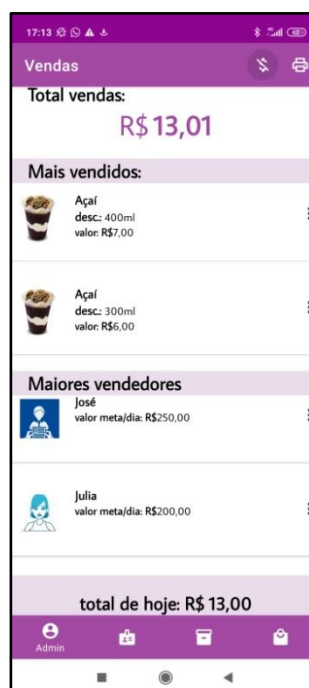 17:13
Vendas
Total vendas:
R$ 13,01
Mais vendidos:
Açaí
desc.: 400ml
valor: R$7,00
Açaí
desc.: 300ml
valor: R$6,00
Maiores vendedores
José
valor meta/dia: R$250,00
Julia
valor meta/dia: R$200,00
total de hoje: R$ 13,00
Admin